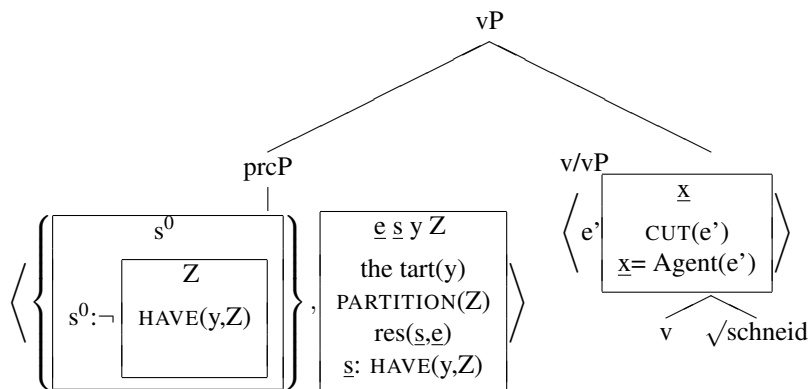 vP
prcP
v/vP
⟨ { s⁰
s⁰:¬
Z
HAVE(y,Z)
} ,
e s y Z
the tart(y)
PARTITION(Z)
res(s,e)
s: HAVE(y,Z)
⟩
⟨ e’
x
CUT(e’)
x= Agent(e’)
⟩
v √schneid